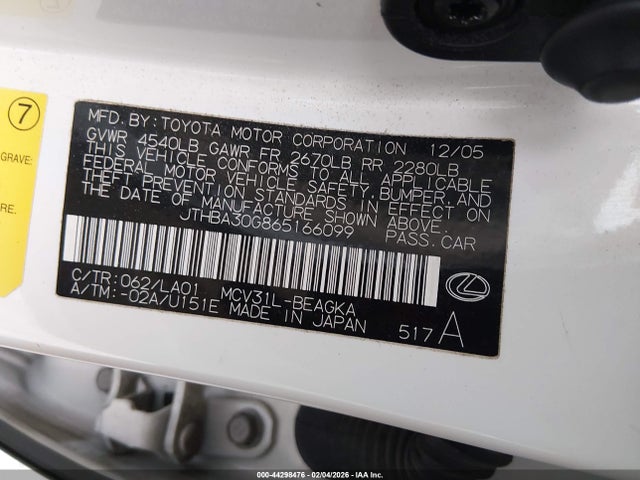 7
GRAVE:
MFD. BY: TOYOTA MOTOR CORPORATION 12/05
GVWR 4540LB GAWR FR 2670LB RR 2280LB
THIS VEHICLE CONFORMS TO ALL APPLICABLE
FEDERAL MOTOR VEHICLE SAFETY, BUMPER, AND
THEFT PREVENTION STANDARDS IN EFFECT ON
THE DATE OF MANUFACTURE SHOWN ABOVE.
JTHBA30G865166099 PASS. CAR
C/TR: 062/LA01 MCV31L-BEAGKA
A/TM: -02A/U151E MADE IN JAPAN 517A
000-44298476 - 02/04/2026 - IAA Inc.